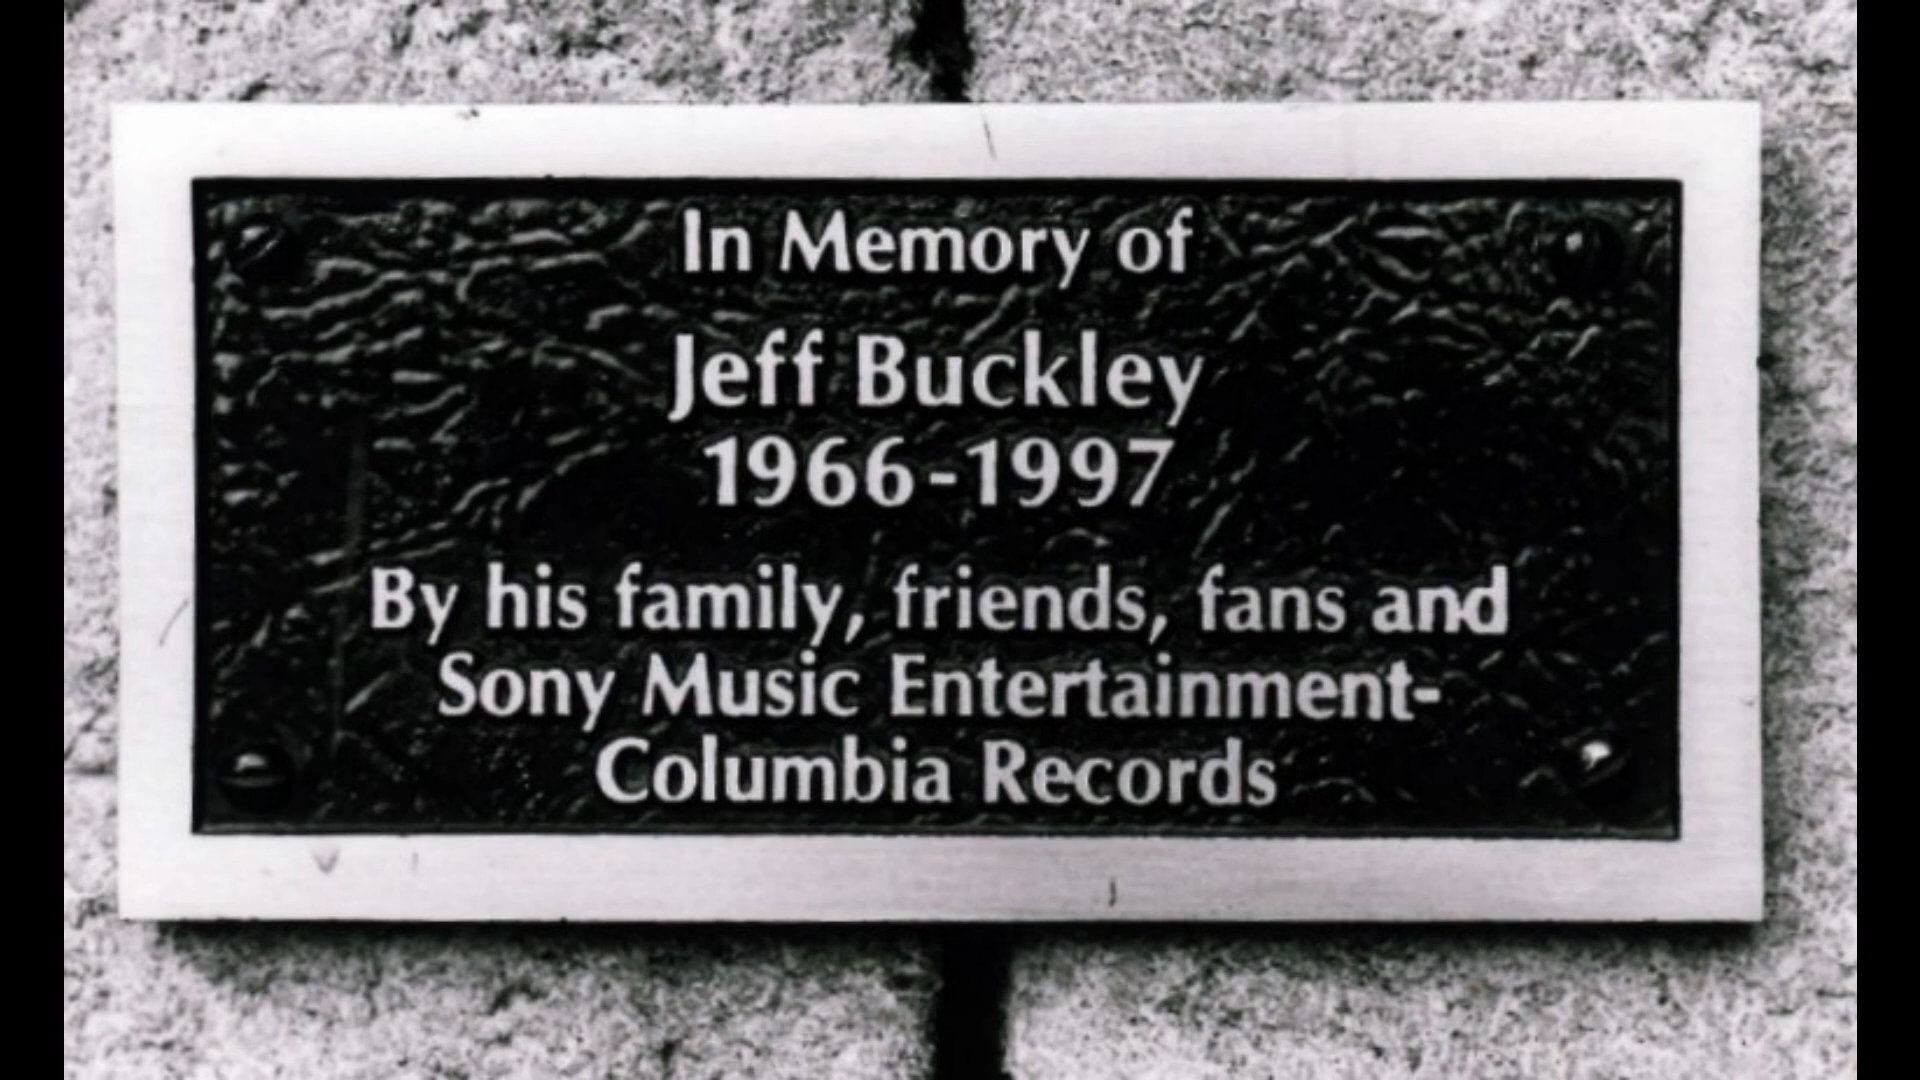 In Memory of
Jeff Buckley
1966-1997
By his family, friends, fans and
Sony Music Entertainment-
Columbia Records